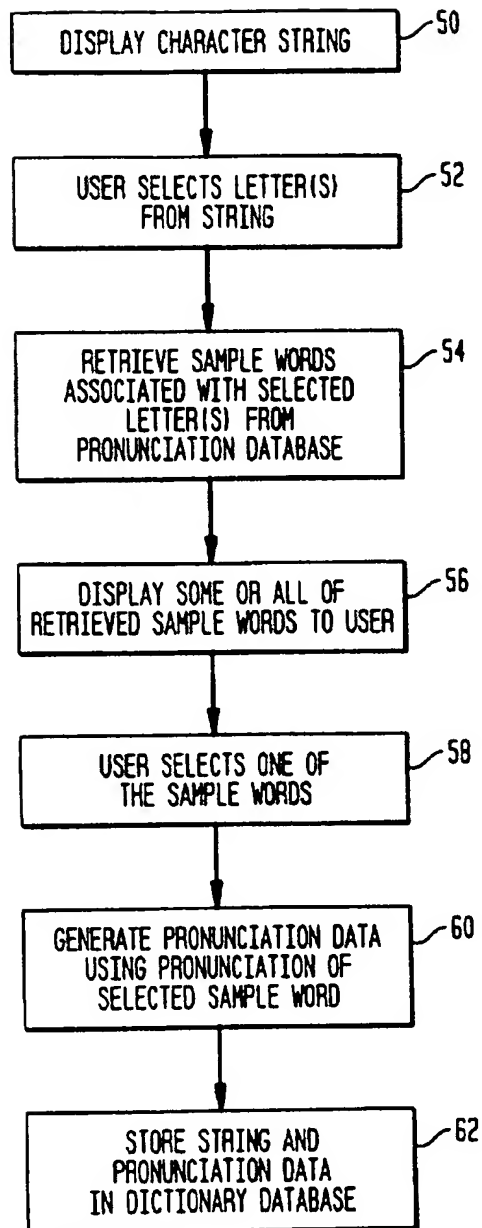 DISPLAY CHARACTER STRING
50
USER SELECTS LETTER(S)
FROM STRING
52
RETRIEVE SAMPLE WORDS
ASSOCIATED WITH SELECTED
LETTER(S) FROM
PRONUNCIATION DATABASE
54
DISPLAY SOME OR ALL OF
RETRIEVED SAMPLE WORDS TO USER
56
USER SELECTS ONE OF
THE SAMPLE WORDS
58
GENERATE PRONUNCIATION DATA
USING PRONUNCIATION OF
SELECTED SAMPLE WORD
60
STORE STRING AND
PRONUNCIATION DATA
IN DICTIONARY DATABASE
62